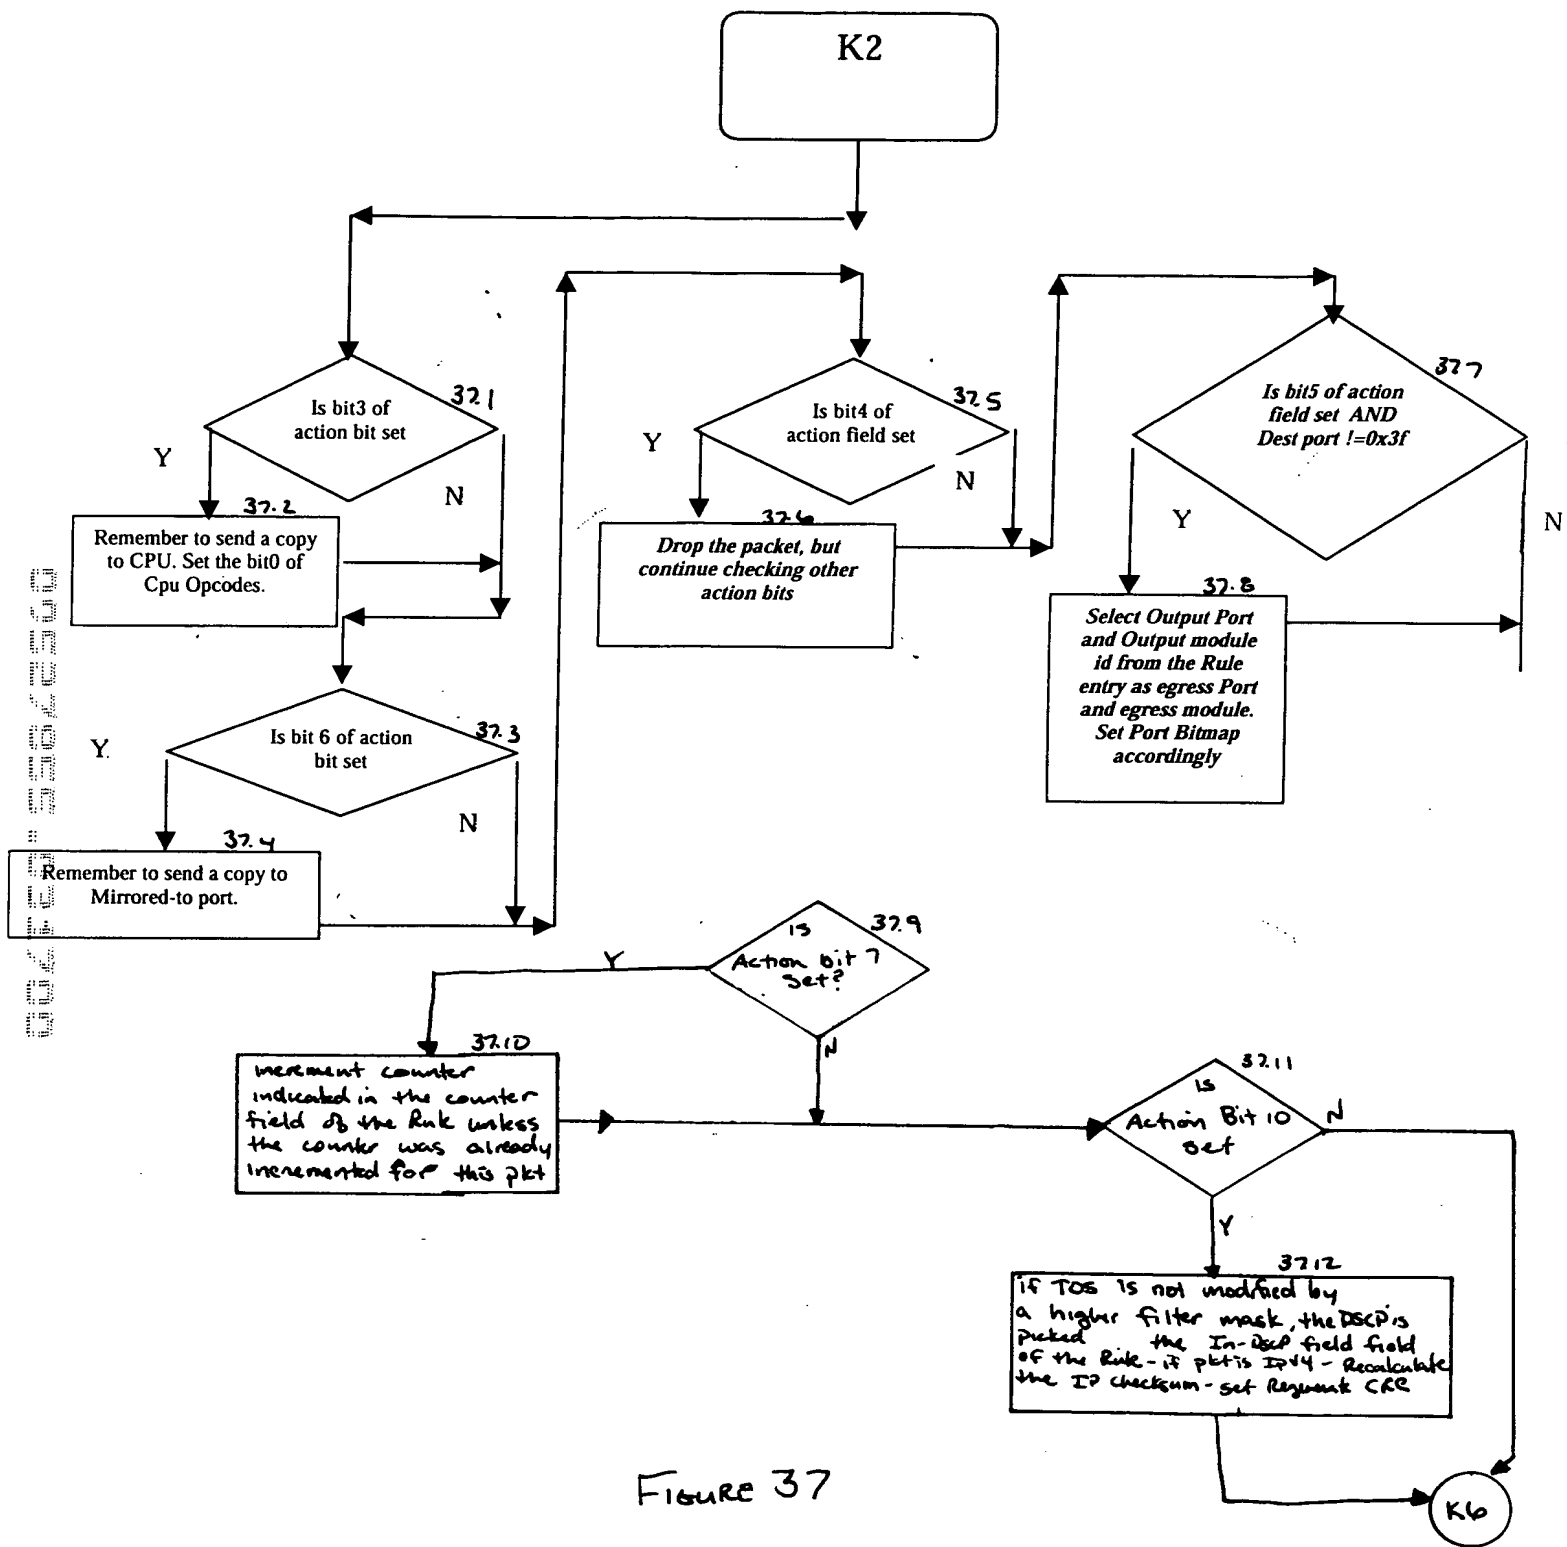 K2
37.1
Is bit3 of
action bit set
Y
N
37.2
Remember to send a copy
to CPU. Set the bit0 of
Cpu Opcodes.
37.3
Is bit 6 of action
bit set
Y
N
37.4
Remember to send a copy to
Mirrored-to port.
37.5
Is bit4 of
action field set
Y
N
37.6
Drop the packet, but
continue checking other
action bits
37.7
Is bit5 of action
field set AND
Dest port !=0x3f
Y
N
37.8
Select Output Port
and Output module
id from the Rule
entry as egress Port
and egress module.
Set Port Bitmap
accordingly
37.9
Is
Action bit 7
set?
Y
N
37.10
increment counter
indicated in the counter
field of the Rule unless
the counter was already
incremented for this pkt
37.11
Is
Action Bit 10
set
N
Y
37.12
if TOS is not modified by
a higher filter mask, the DSCP is
picked the In-DSCP field field
of the Rule - if pkt is IPv4 - Recalculate
the IP checksum - set Regenerate CRC
K6
FIGURE 37